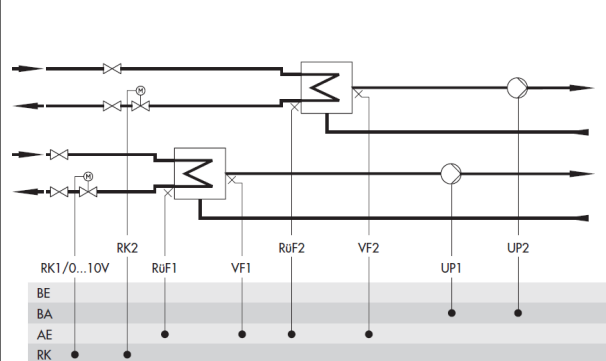 M
M
RK2
RüF2
VF2
UP2
RK1/0...10V
RüF1
VF1
UP1
BE
BA
AE
RK